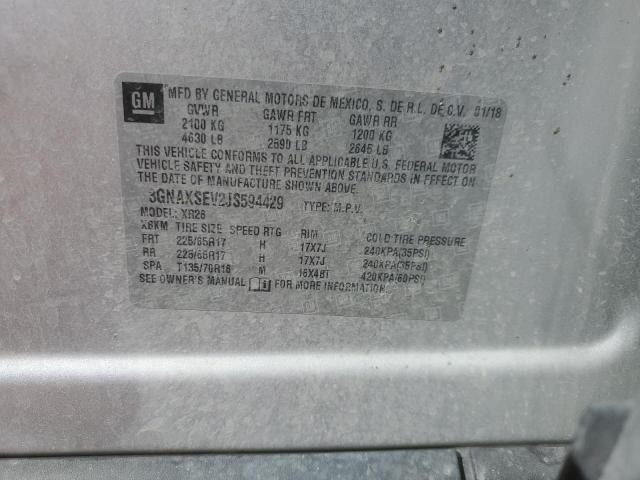 GM
MFD BY GENERAL MOTORS DE MEXICO, S. DE R.L. DE C.V. 01/18
GVWR GAWR FRT GAWR RR
2100 KG 1175 KG 1200 KG
4630 LB 2590 LB 2645 LB
THIS VEHICLE CONFORMS TO ALL APPLICABLE U.S. FEDERAL MOTOR
VEHICLE SAFETY AND THEFT PREVENTION STANDARDS IN EFFECT ON
THE DATE OF MANUFACTURE SHOWN ABOVE.
3GNAXSEV2JS594429 TYPE: M.P.V.
MODEL: XR26
X6KM TIRE SIZE SPEED RTG RIM COLD TIRE PRESSURE
FRT 225/65R17 H 17X7J 240KPA(35PSI)
RR 225/65R17 H 17X7J 240KPA(35PSI)
SPA T135/70R16 M 16X4BT 420KPA(60PSI)
SEE OWNER'S MANUAL FOR MORE INFORMATION.